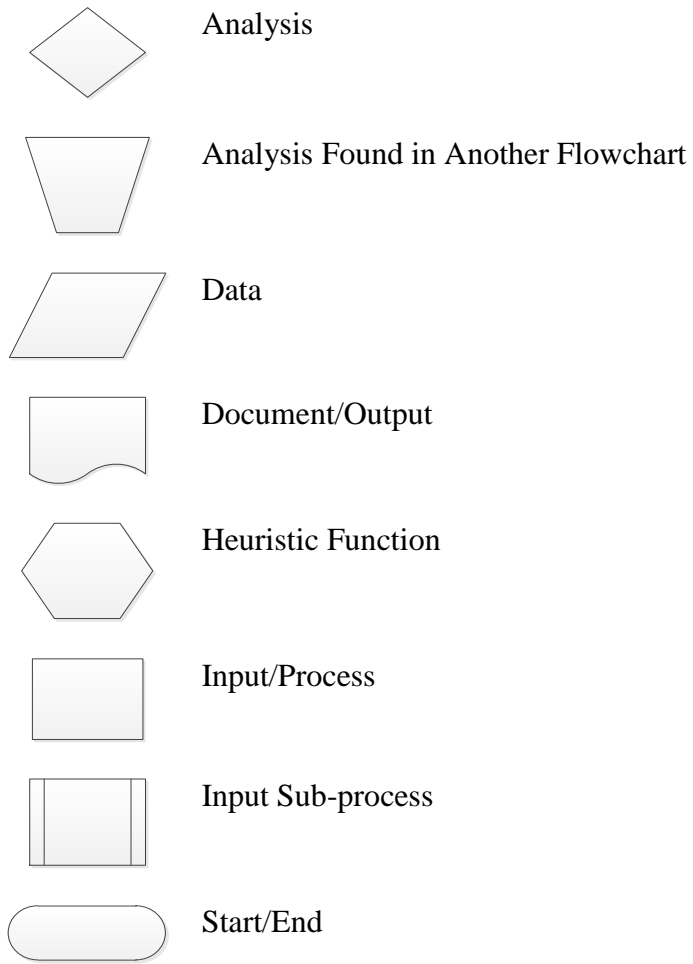 Analysis
Analysis Found in Another Flowchart
Data
Document/Output
Heuristic Function
Input/Process
Input Sub-process
Start/End